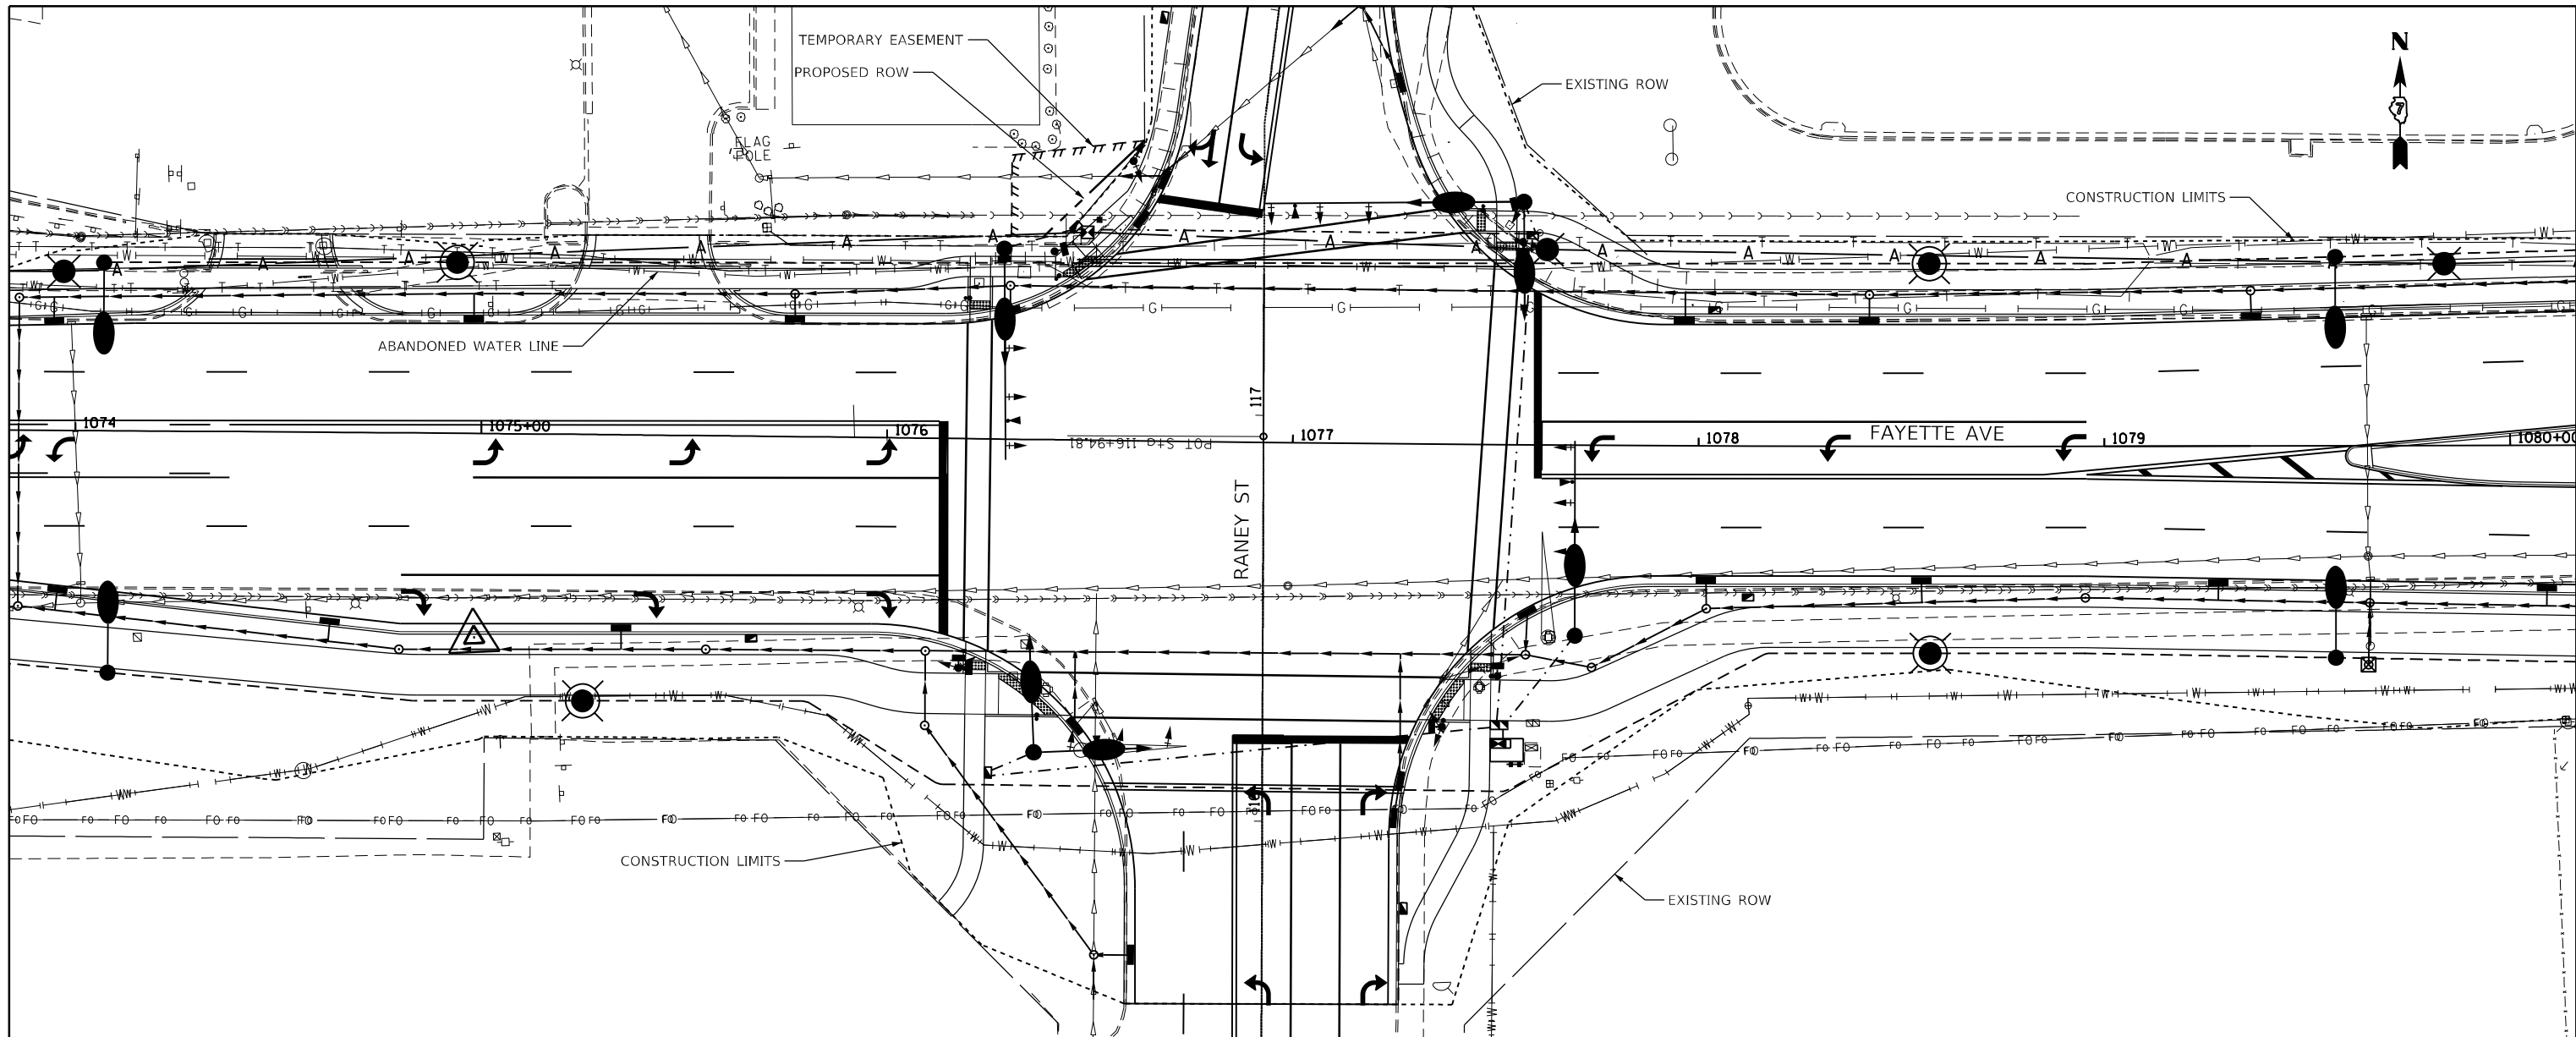 N
TEMPORARY EASEMENT
PROPOSED ROW
EXISTING ROW
7
FLAG
POLE
CONSTRUCTION LIMITS
ABANDONED WATER LINE
1074
1075+00
1076
117
1077
1078
FAYETTE AVE
1079
1080+00
POT Sta 116+94.81
RANEY ST
CONSTRUCTION LIMITS
EXISTING ROW